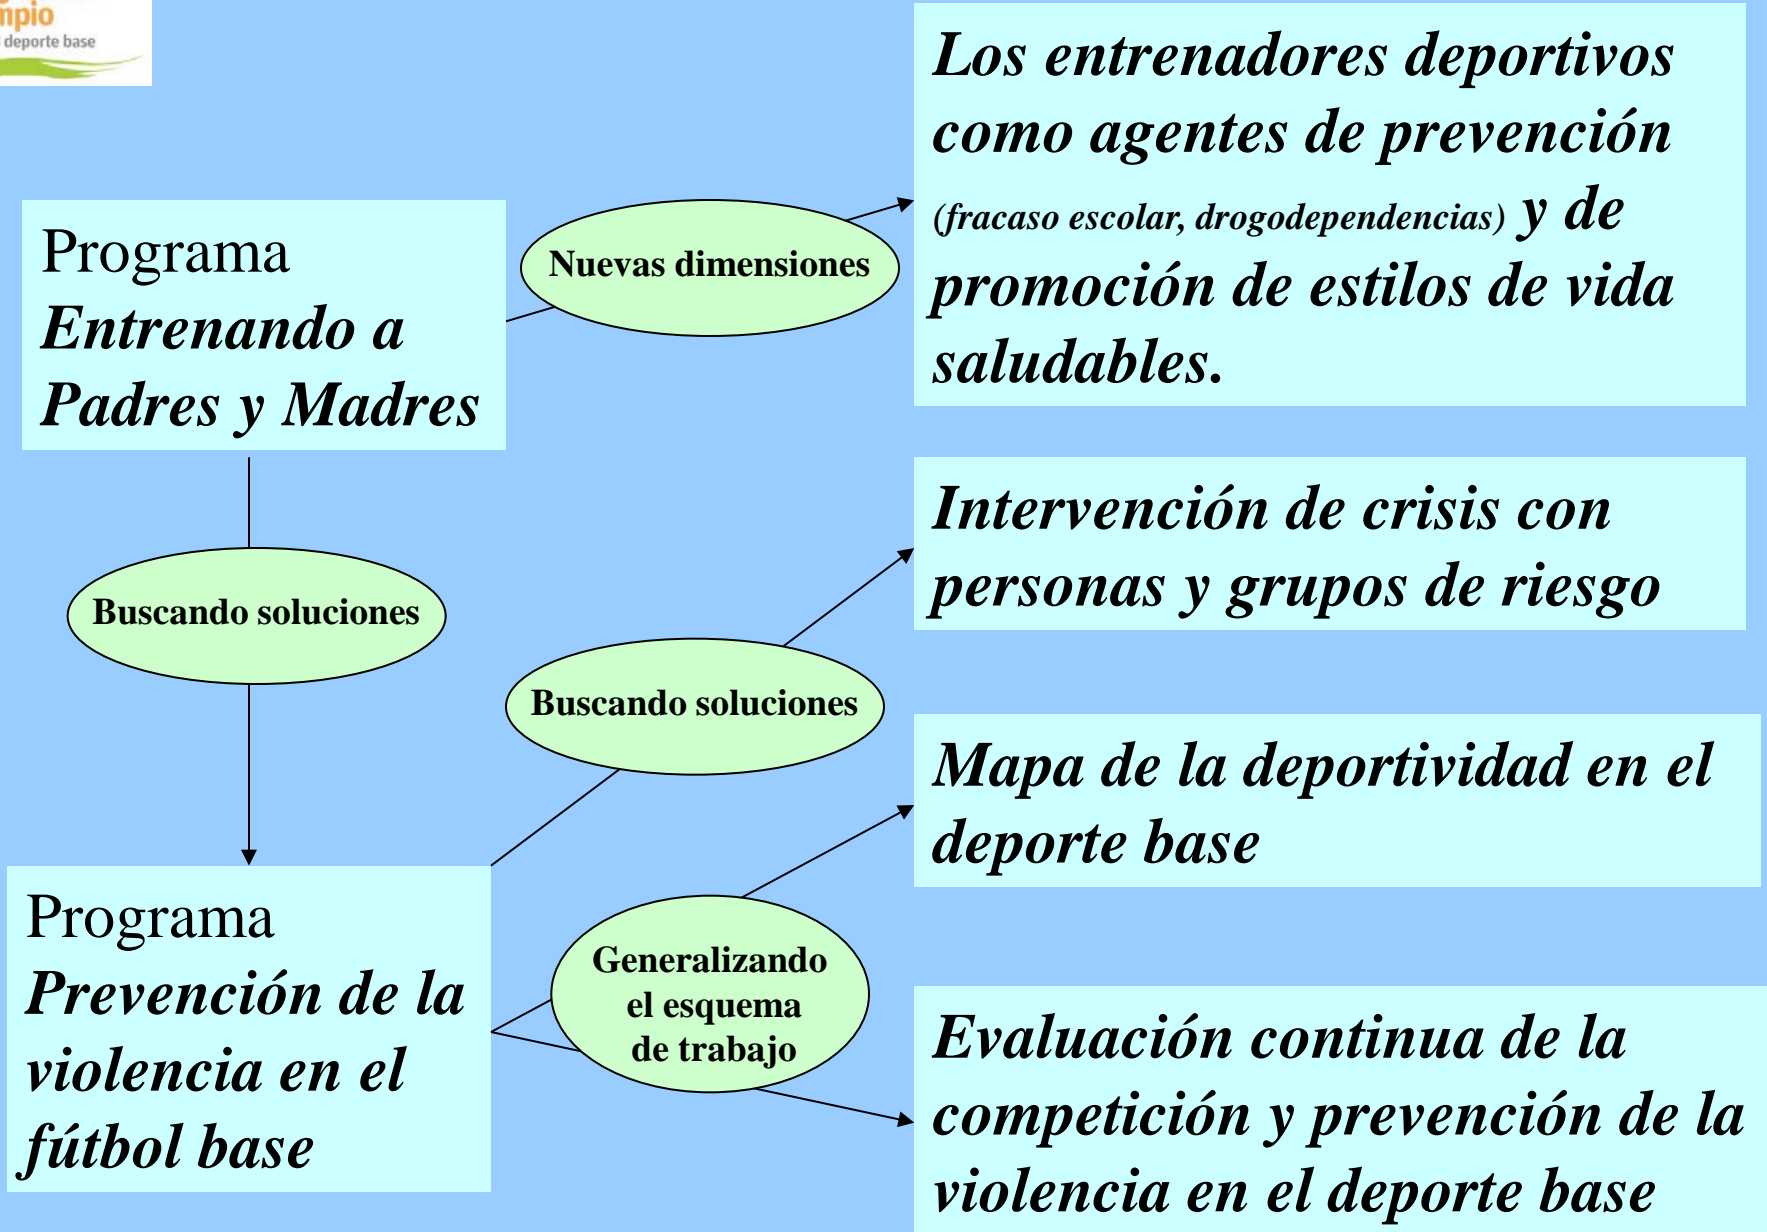 deporte base
Los entrenadores deportivos
como agentes de prevención
(fracaso escolar, drogodependencias) y de
promoción de estilos de vida
saludables.
Programa
Entrenando a
Padres y Madres
Nuevas dimensiones
Intervención de crisis con
personas y grupos de riesgo
Buscando soluciones
Buscando soluciones
Mapa de la deportividad en el
deporte base
Programa
Prevención de la
violencia en el
fútbol base
Generalizando
el esquema
de trabajo
Evaluación continua de la
competición y prevención de la
violencia en el deporte base